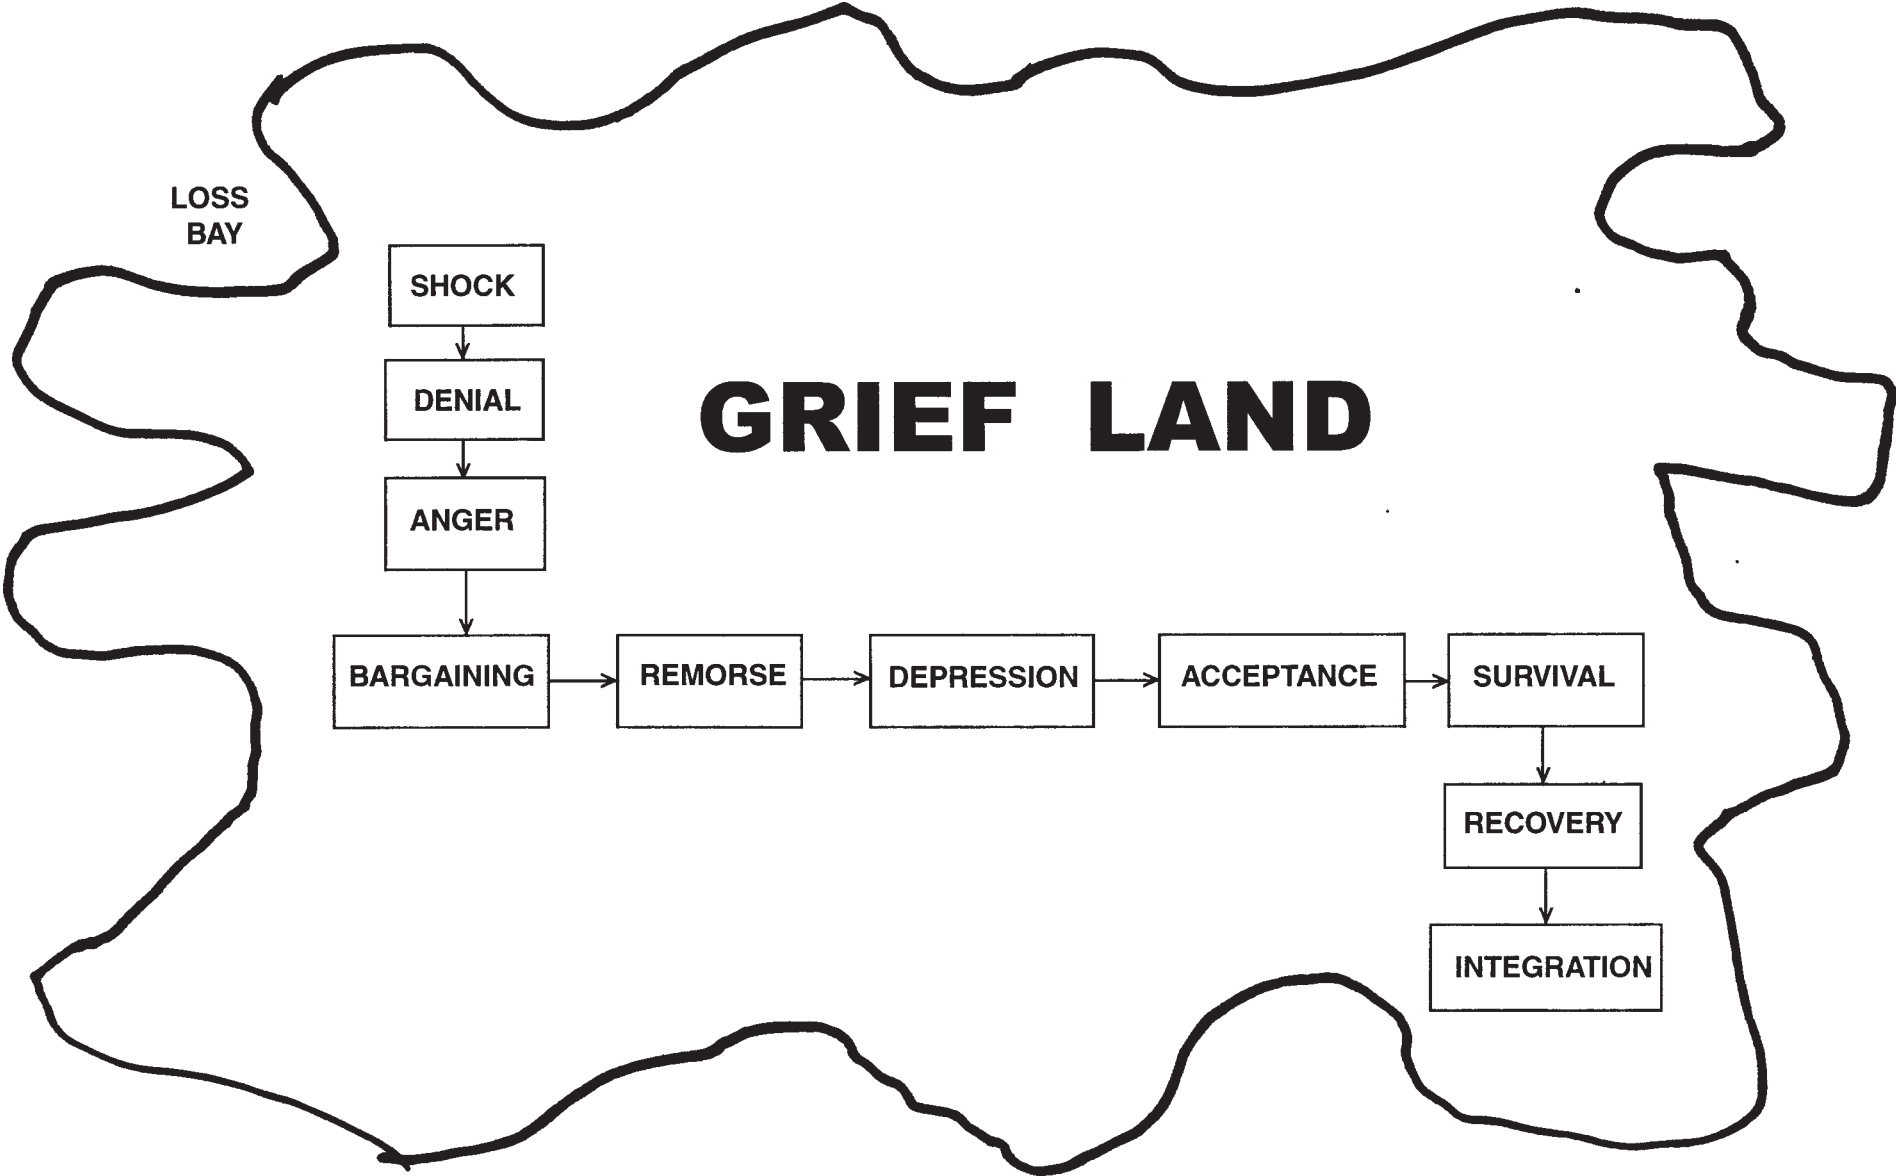 LOSS
BAY
SHOCK
DENIAL
GRIEF LAND
ANGER
BARGAINING
REMORSE
DEPRESSION
ACCEPTANCE
SURVIVAL
RECOVERY
INTEGRATION